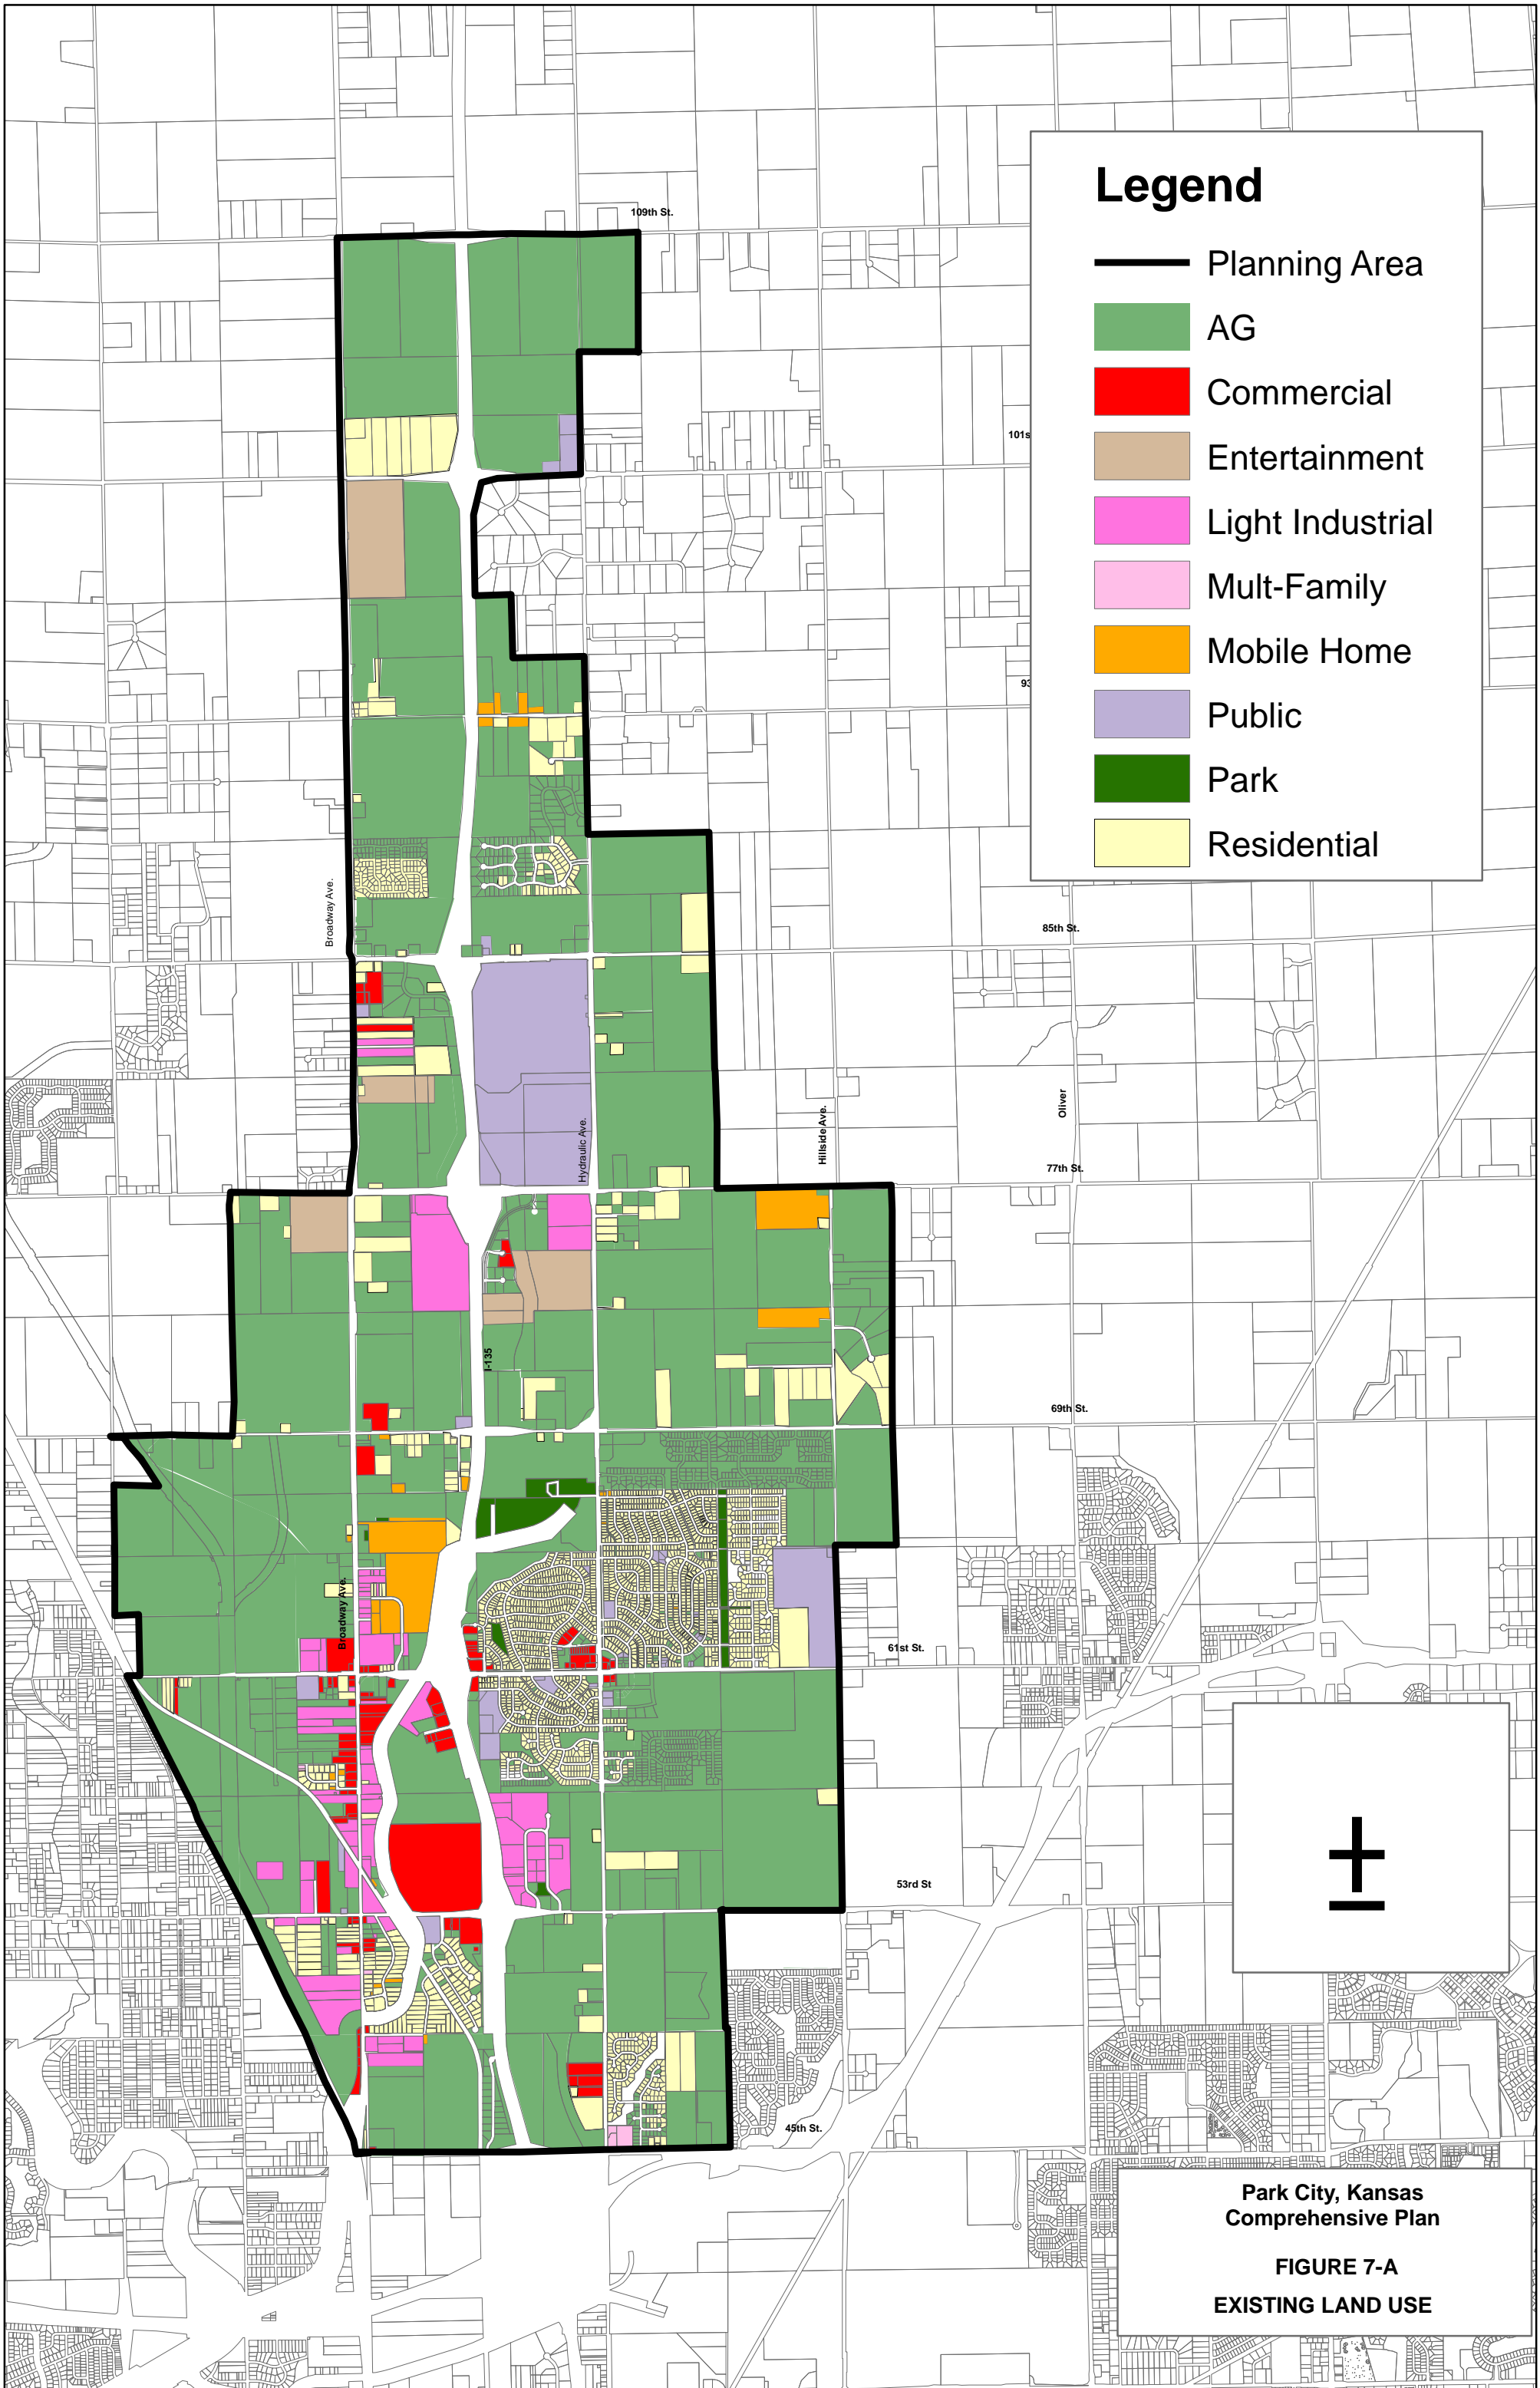 109th St.
Legend
Planning Area
AG
Commercial
Entertainment
Light Industrial
Mult-Family
Mobile Home
Public
Park
Residential
101s
93
Broadway Ave.
85th St.
Oliver
Hillside Ave.
Hydraulic Ave.
77th St.
I-135
69th St.
Broadway Ave.
61st St.
53rd St
45th St.
Park City, Kansas
Comprehensive Plan
FIGURE 7-A
EXISTING LAND USE